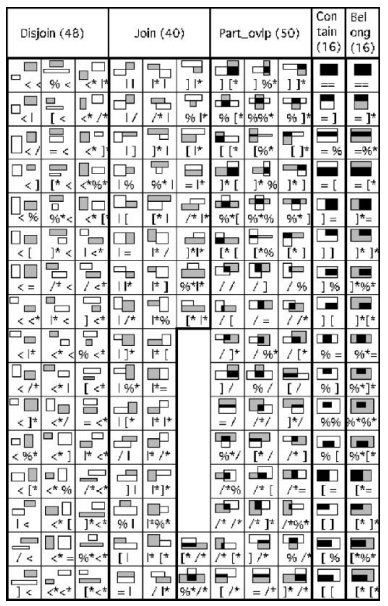 Disjoin (48) Join (40) Part_ovlp (50) Con Bel
tain ong
(16) (16)
< < % < <* |* | | |* | ] |* ] [* ] %* ] ]* == ==
< | [ < <* /* | / /* | % |* % [* %%* % ]* = ] = ]*
< / = < <* ]* | ] ]* | [ |* [ [* [%* [ ]* = % =%*
< ] ]* < <*%* | % %* | = |* ]* [ ]* % ]* ] = [ = [*
< % %*< <* [* | [ [* | /* |* %*[ %*% %* ] ] = ]*=
< [ ]* < |<* | = |* / ]*|* [* [ [*% [* ] ] ] ]* ]*
< = /* < /<* | |* |* ] %*|* / / / ] / % ] % ]*%*
< <* |* < ]<* | /* |*% [* |* / [ / = / /* ] [ ]*[*
< |* <* < % <* | ]* |* [ / ]* / %* / [* % = %*=
< /* <* | [ <* | %* |*= ] / % / [ / % ] %*]*
< ]* <*/ = <* | [* |* |* = / /*/ ]*/ %% %*%*
< %* <* ] |*<* / | |* /* %*/ [* / /* ] % [ %*[*
< [* <* % /*<* ] | |* ]* /*% /* [ /*= [ = [*=
| < <* [ ]*<* % | |*%* /* /* /* ]* /*%* [ ] [* ]*
/ < <* = %*<* [ | |* [* [* /* /* [* ] /* [ % [*%*
] < <* <* [*<* = | / |* %*/* [ /* = /* ]* /* [ [ [* [*